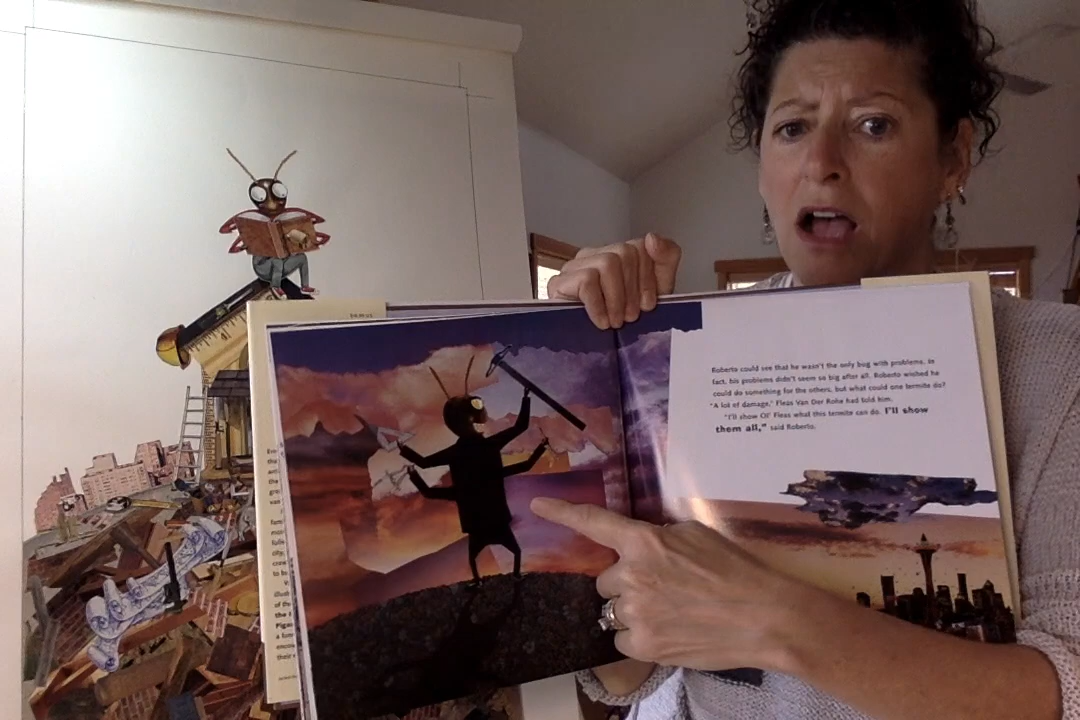 Roberto could see that he wasn't the only bug with problems. In
fact, his problems didn't seem so big after all. Roberto wished he
could do something for the others, but what could one termite do?
"A lot of damage," Fleas Van Der Rohe had told him.
"I'll show Ol' Fleas what this termite can do. I'll show
them all," said Roberto.